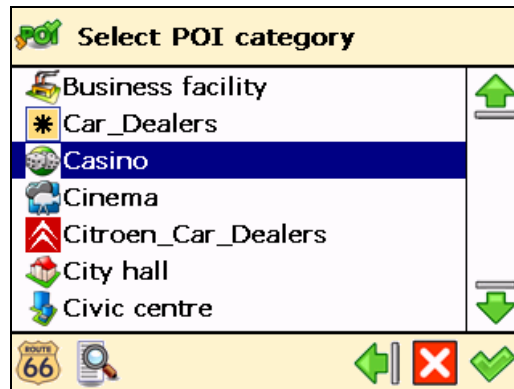 POI Select POI category
Business facility
Car_Dealers
Casino
Cinema
Citroen_Car_Dealers
City hall
Civic centre
ROUTE
66